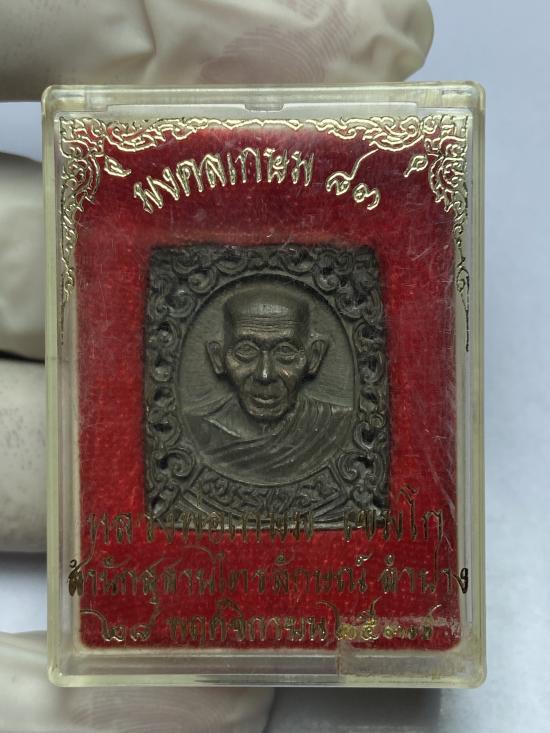 มงคลเกษม ๘๓
หลวงพ่อเกษม เขมโก
สำนักสุสานไตรลักษณ์ ลำปาง
๒๘ พฤศจิกายน